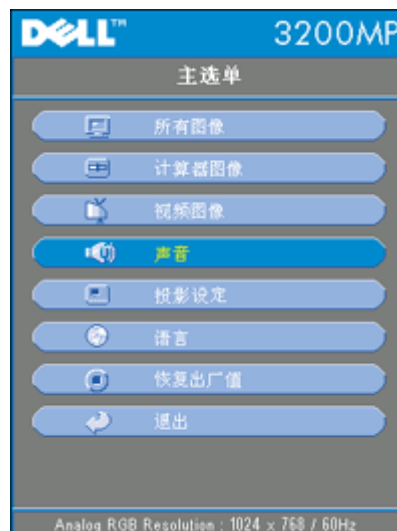 DELL™ 3200MP
主选单
所有图像
计算器图像
视频图像
声音
投影设定
语言
恢复出厂值
退出
Analog RGB Resolution : 1024 x 768 / 60Hz